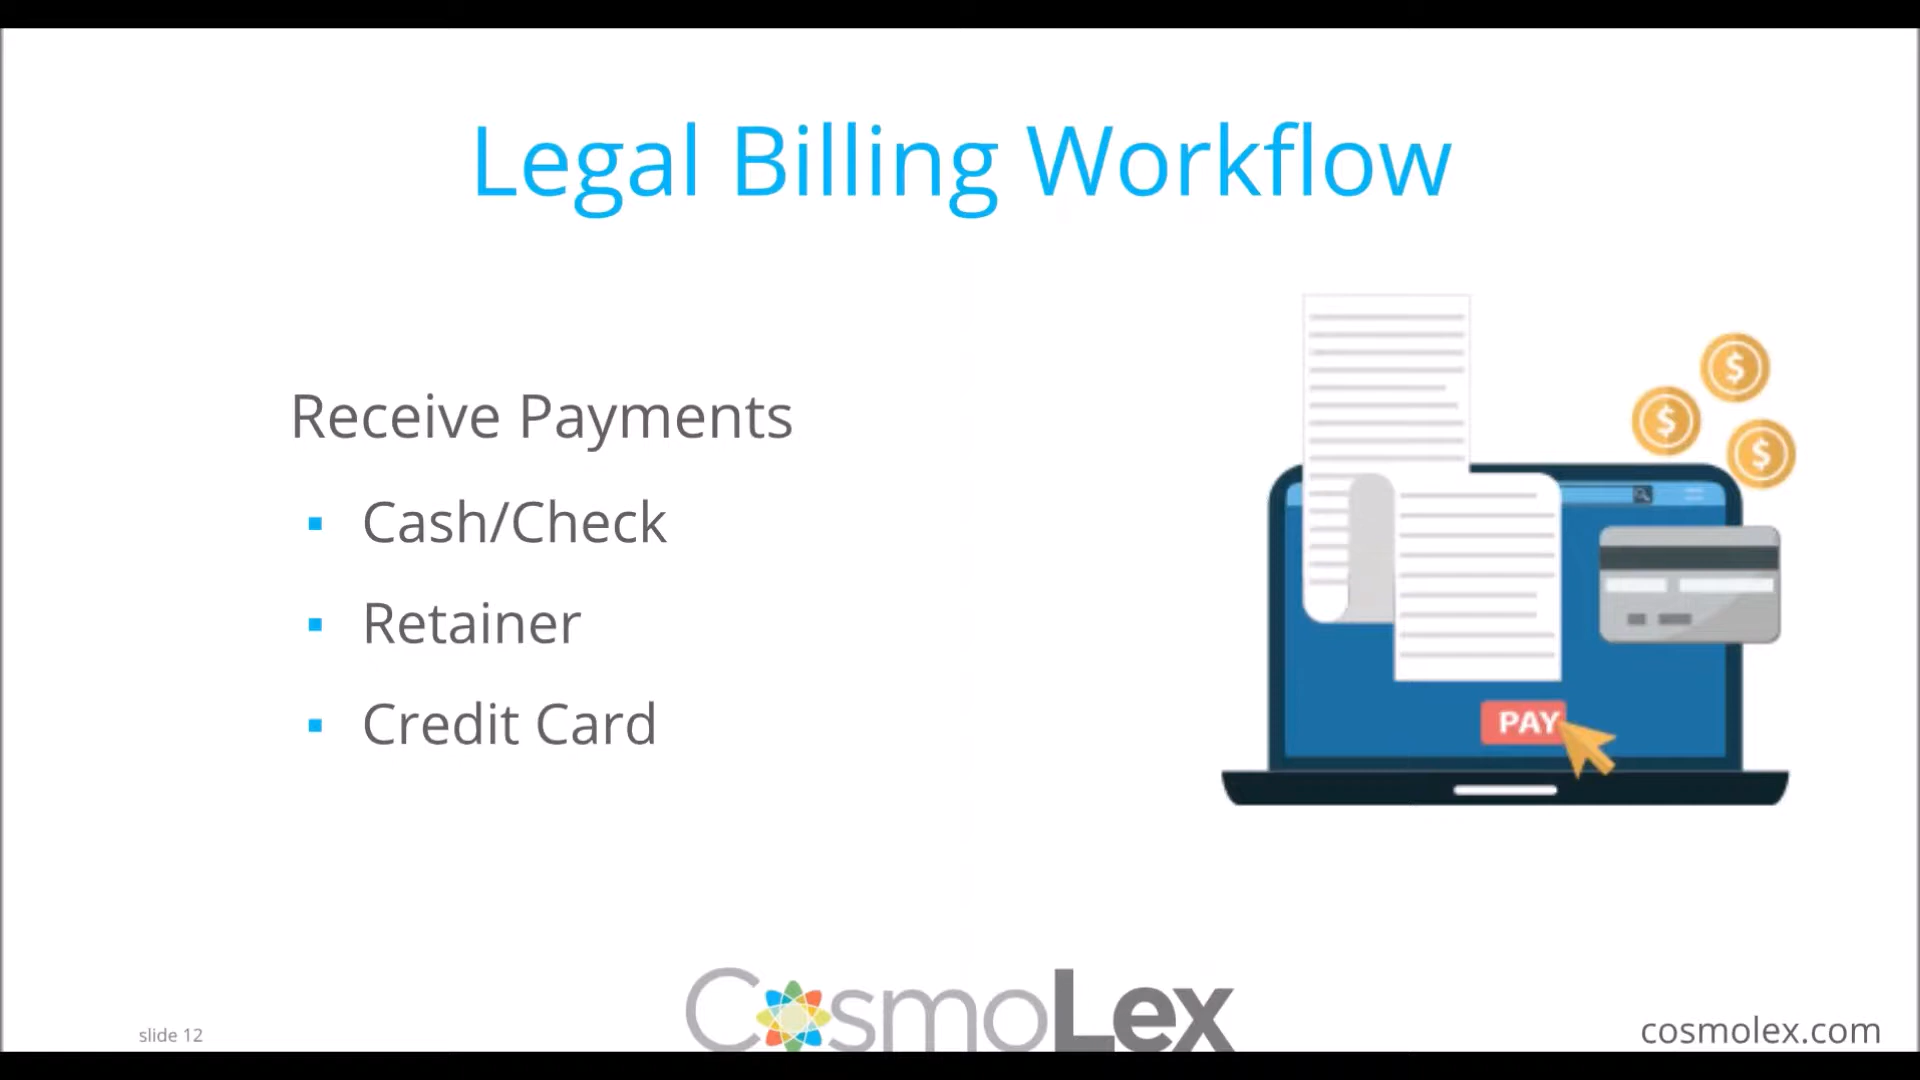 Legal Billing Workflow
Receive Payments
▪ Cash/Check
▪ Retainer
▪ Credit Card
$
$
$
PAY
slide 12
CosmoLex
cosmolex.com